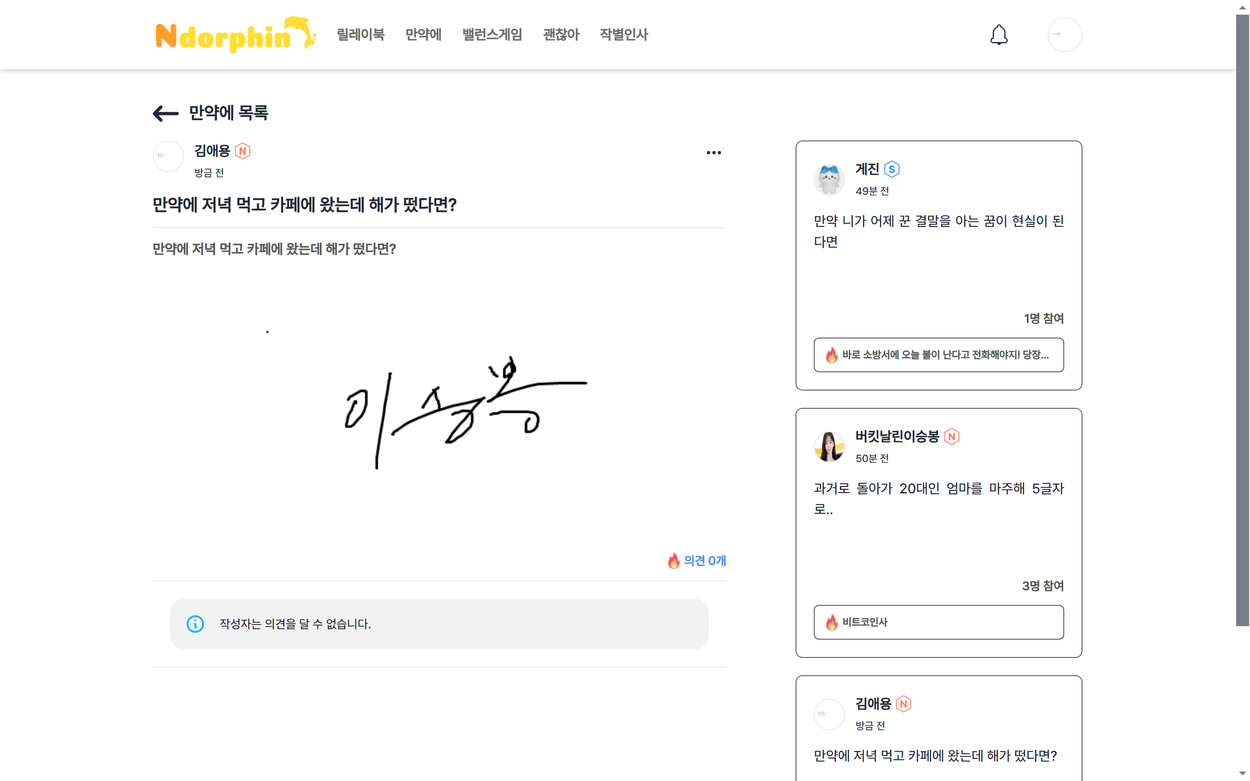 Ndorphin 릴레이북 만약에 밸런스게임 괜찮아 작별인사
만약에 목록
김애용 N
방금 전
만약에 저녁 먹고 카페에 왔는데 해가 떴다면?
만약에 저녁 먹고 카페에 왔는데 해가 떴다면?
의견 0개
작성자는 의견을 달 수 없습니다.
게진 S
49분 전
만약 니가 어제 꾼 결말을 아는 꿈이 현실이 된
다면
1명 참여
바로 소방서에 오늘 불이 난다고 전화해야지! 당장...
버킷날린이승봉 N
50분 전
과거로 돌아가 20대인 엄마를 마주해 5글자
로..
3명 참여
비트코인사
김애용 N
방금 전
만약에 저녁 먹고 카페에 왔는데 해가 떴다면?